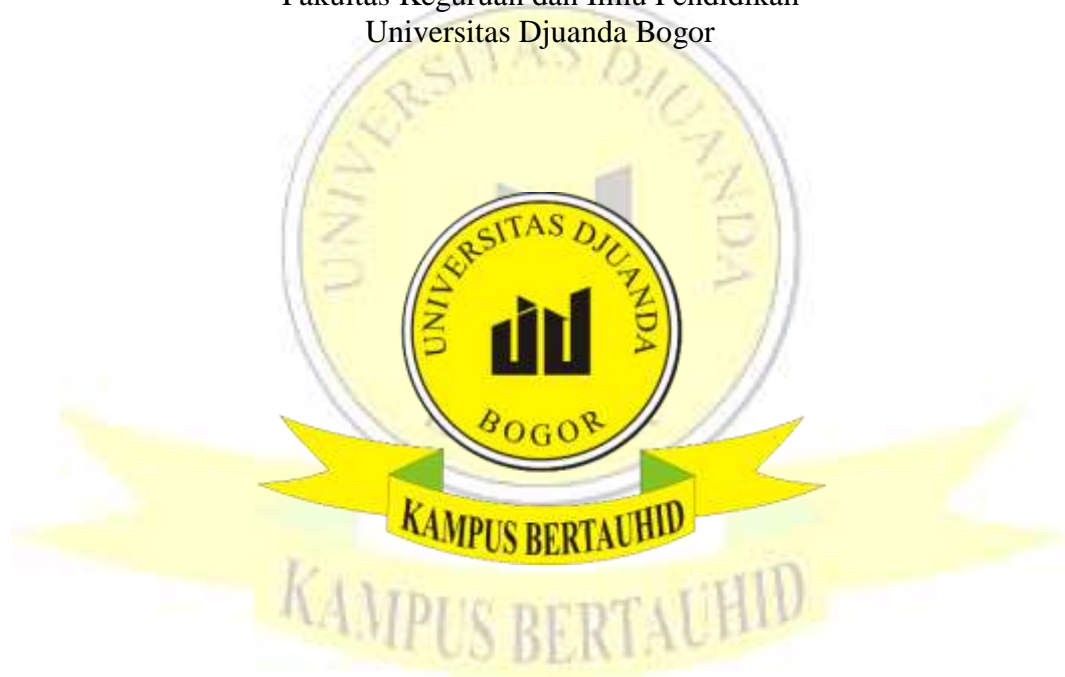 Fakultas Keguruan dan Ilmu Pendidikan
Universitas Djuanda Bogor
UNIVERSITAS DJUANDA
UNIVERSITAS DJUANDA
BOGOR
KAMPUS BERTAUHID
KAMPUS BERTAUHID